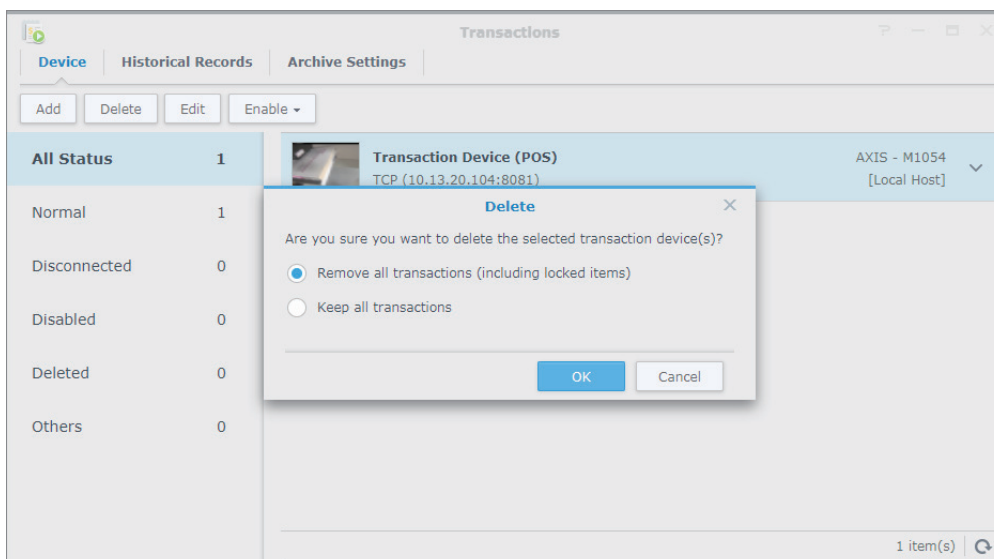 Transactions
Device Historical Records Archive Settings
Add Delete Edit Enable
All Status 1
Transaction Device (POS) AXIS - M1054
TCP (10.13.20.104:8081) [Local Host]
Normal 1
Disconnected 0
Disabled 0
Deleted 0
Others 0
Delete
Are you sure you want to delete the selected transaction device(s)?
Remove all transactions (including locked items)
Keep all transactions
OK Cancel
1 item(s)